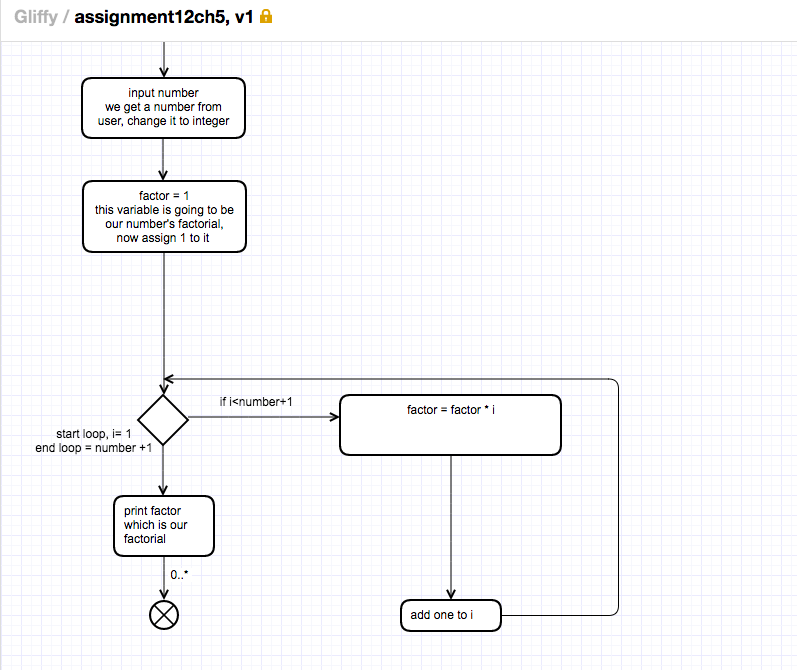 Gliffy / assignment12ch5, v1
input number
we get a number from
user, change it to integer
factor = 1
this variable is going to be
our number's factorial,
now assign 1 to it
if i<number+1
factor = factor * i
start loop, i= 1
end loop = number +1
print factor
which is our
factorial
0..*
add one to i